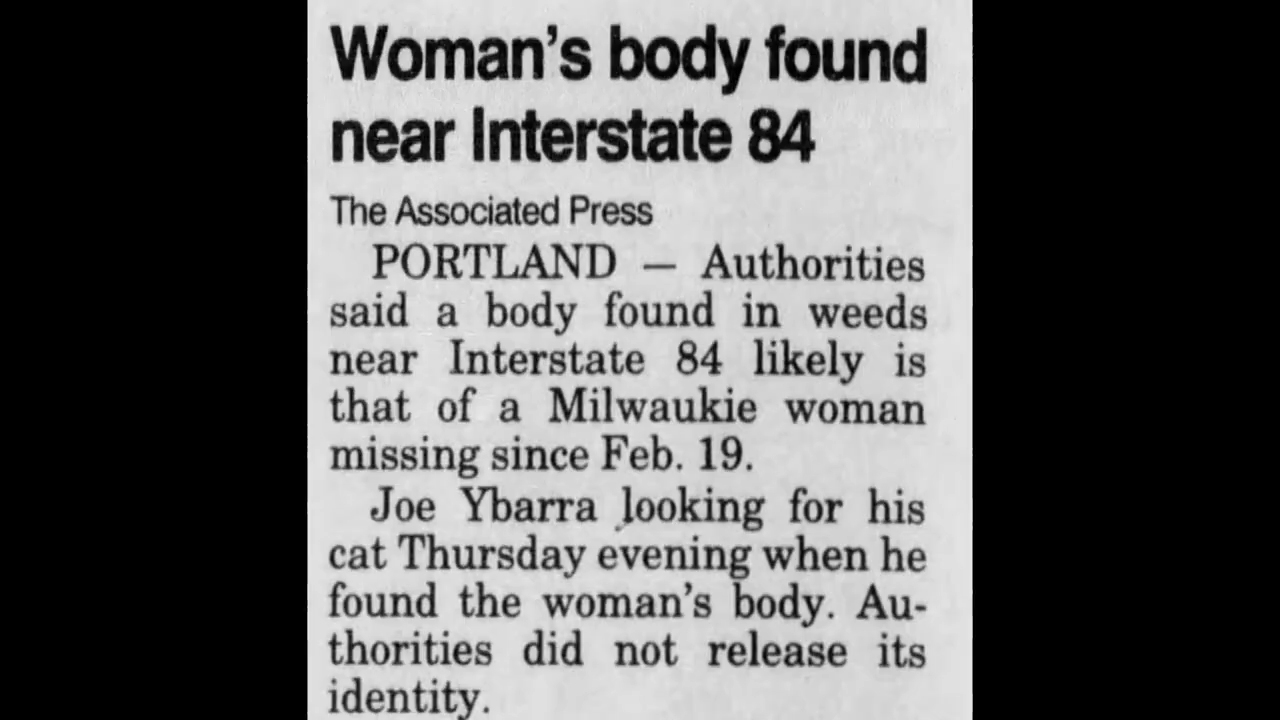 Woman's body found
near Interstate 84
The Associated Press
PORTLAND — Authorities
said a body found in weeds
near Interstate 84 likely is
that of a Milwaukie woman
missing since Feb. 19.
Joe Ybarra looking for his
cat Thursday evening when he
found the woman's body. Au-
thorities did not release its
identity.